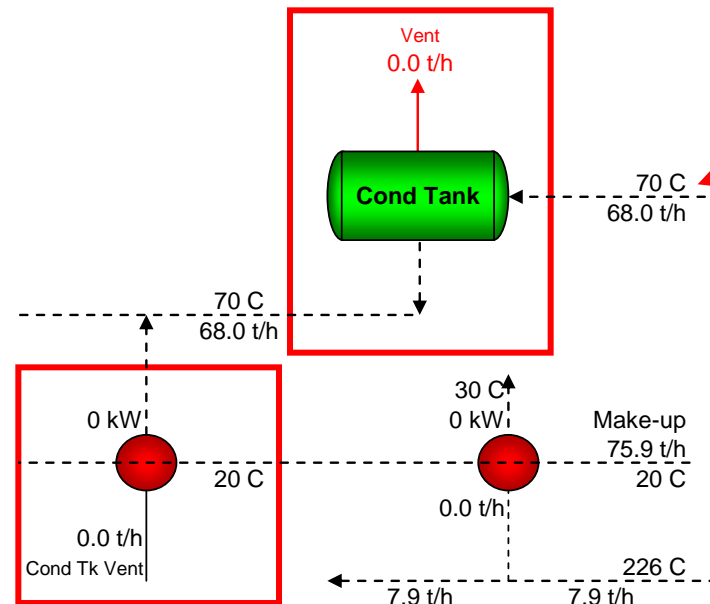 Vent
0.0 t/h
Cond Tank
70 C
68.0 t/h
70 C
68.0 t/h
30 C
0 kW
0 kW
Make-up
75.9 t/h
20 C
20 C
0.0 t/h
0.0 t/h
Cond Tk Vent
226 C
7.9 t/h
7.9 t/h